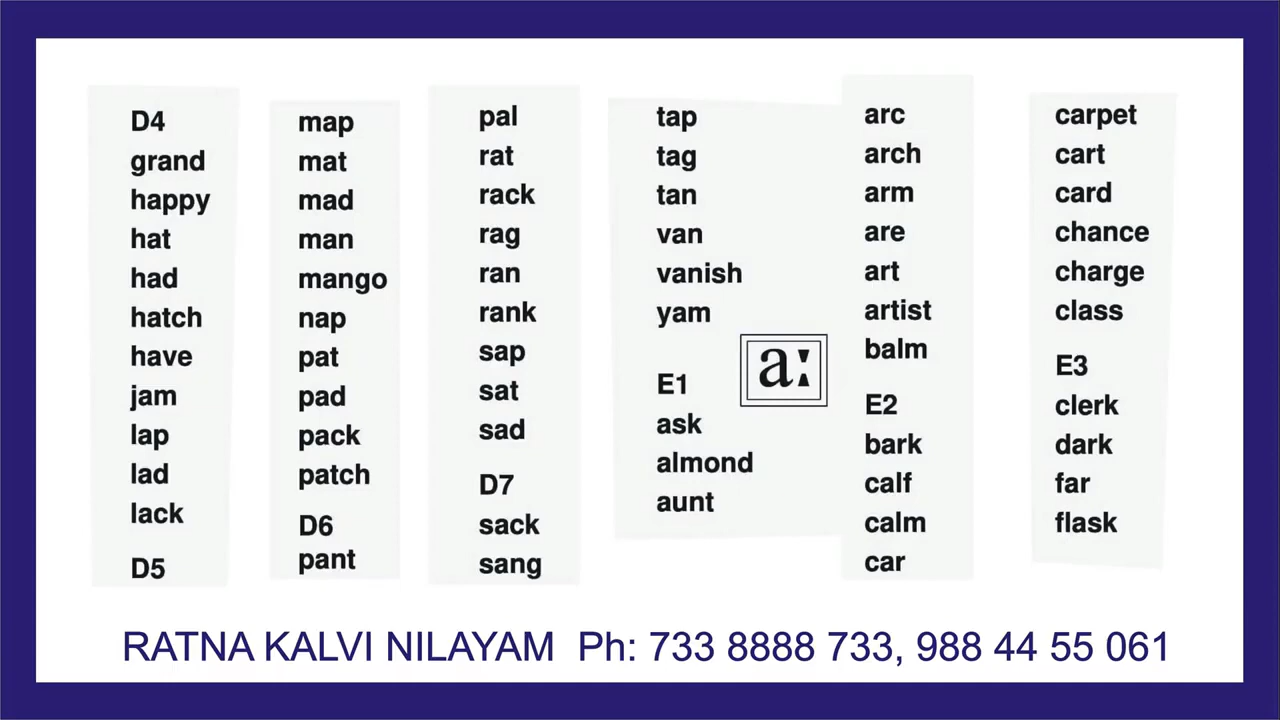 D4
grand
happy
hat
had
hatch
have
jam
lap
lad
lack
D5
map
mat
mad
man
mango
nap
pat
pad
pack
patch
D6
pant
pal
rat
rack
rag
ran
rank
sap
sat
sad
D7
sack
sang
tap
tag
tan
van
vanish
yam
a:
E1
ask
almond
aunt
arc
arch
arm
are
art
artist
balm
E2
bark
calf
calm
car
carpet
cart
card
chance
charge
class
E3
clerk
dark
far
flask
RATNA KALVI NILAYAM Ph: 733 8888 733, 988 44 55 061